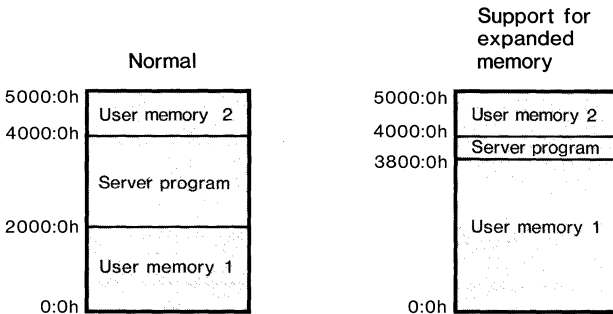 Normal
5000:0h
User memory 2
4000:0h
Server program
2000:0h
User memory 1
0:0h
Support for
expanded
memory
5000:0h
User memory 2
4000:0h
Server program
3800:0h
User memory 1
0:0h